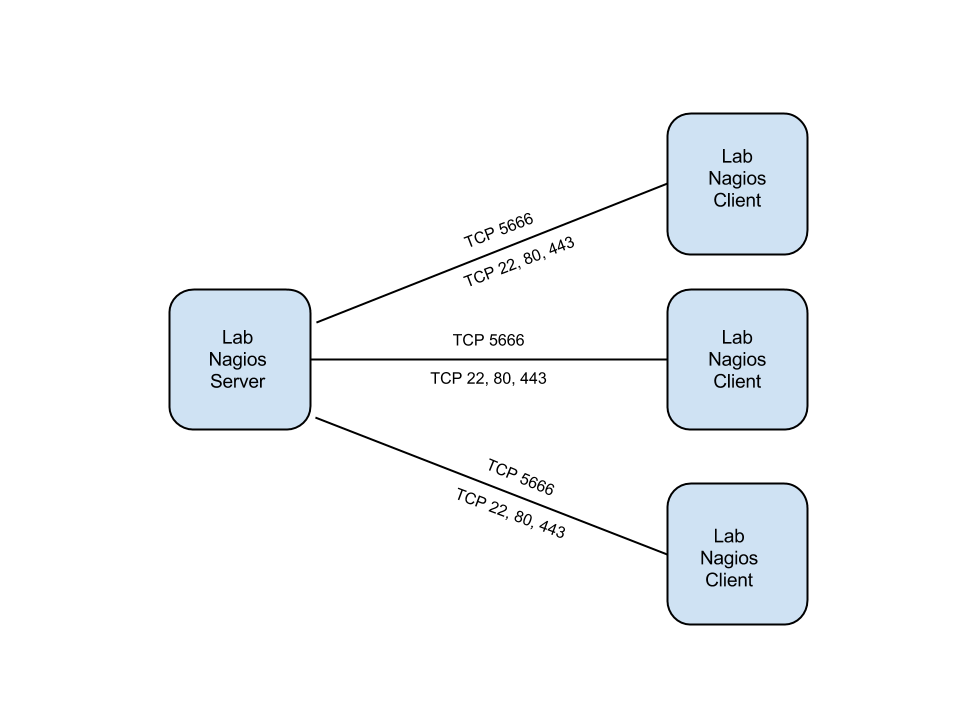 Lab
Nagios
Client
TCP 5666
TCP 22, 80, 443
Lab
Nagios
Server
TCP 5666
TCP 22, 80, 443
Lab
Nagios
Client
TCP 5666
TCP 22, 80, 443
Lab
Nagios
Client